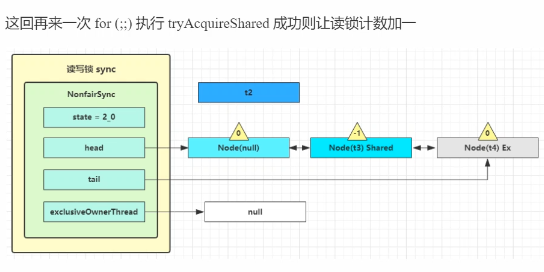 这回再来一次 for (;;) 执行 tryAcquireShared 成功则让读锁计数加一
读写锁 sync
NonfairSync
t2
state = 2_0
0
-1
0
head
Node(null)
Node(t3) Shared
Node(t4) Ex
tail
exclusiveOwnerThread
null